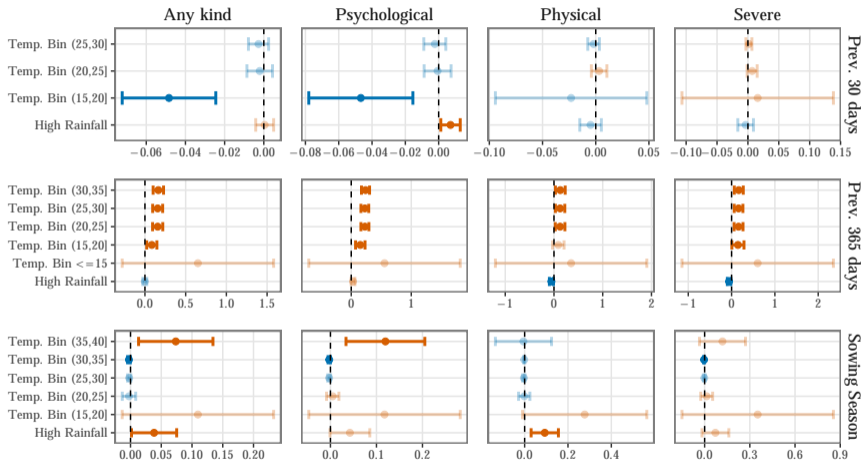 Any kind Psychological Physical Severe
Temp. Bin (25,30]
Temp. Bin (20,25]
Temp. Bin (15,20]
High Rainfall
−0.06 −0.04 −0.02 0.00 −0.08 −0.06 −0.04 −0.02 0.00 −0.10 −0.05 0.00 0.05 −0.10 −0.05 0.00 0.05 0.10 0.15
Prev. 30 days
Temp. Bin (30,35]
Temp. Bin (25,30]
Temp. Bin (20,25]
Temp. Bin (15,20]
Temp. Bin <=15
High Rainfall
0.0 0.5 1.0 1.5 0 1 −1 0 1 2 −1 0 1 2
Prev. 365 days
Temp. Bin (35,40]
Temp. Bin (30,35]
Temp. Bin (25,30]
Temp. Bin (20,25]
Temp. Bin (15,20]
High Rainfall
0.00 0.05 0.10 0.15 0.20 0.0 0.1 0.2 0.0 0.2 0.4 0.0 0.3 0.6 0.9
Sowing Season